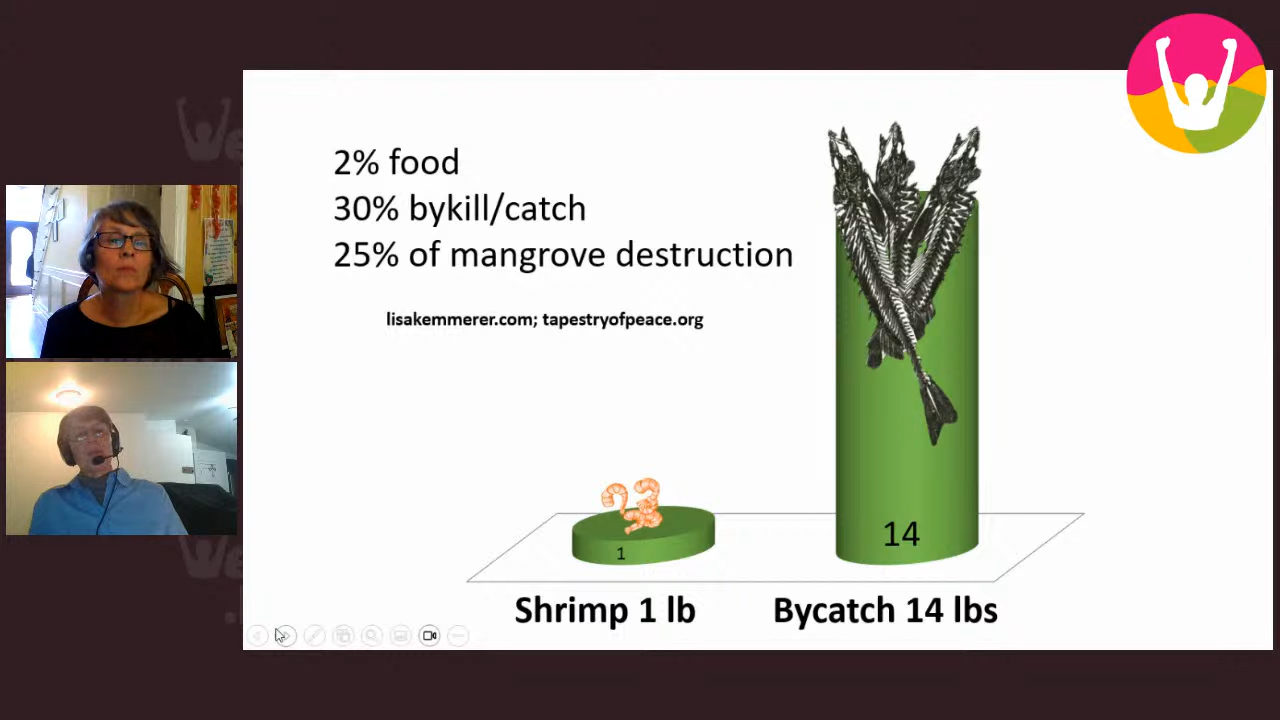 2% food
30% bykill/catch
25% of mangrove destruction
lisakemmerer.com; tapestryofpeace.org
1
14
Shrimp 1 lb
Bycatch 14 lbs
We